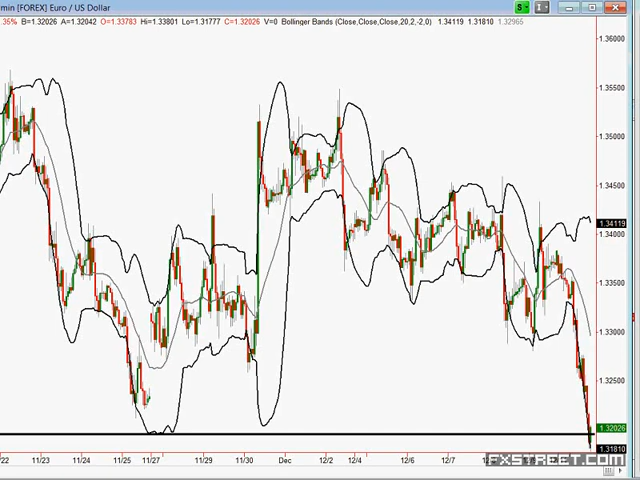 min [FOREX] Euro / US Dollar
S
I
.35% B=1.32026 A=1.32042 O=1.33783 Hi=1.33801 Lo=1.31777 C=1.32026 V=0 Bollinger Bands (Close,Close,Close,20,2,-2,0) 1.34119 1.31810 1.32965
1.36000
1.35500
1.35000
1.34500
1.34119
1.34000
1.33500
1.33000
1.32500
1.32026
1.31810
FXSTREET.COM
22 11/23 11/24 11/25 11/27 11/29 11/30 Dec 12/2 12/4 12/6 12/7